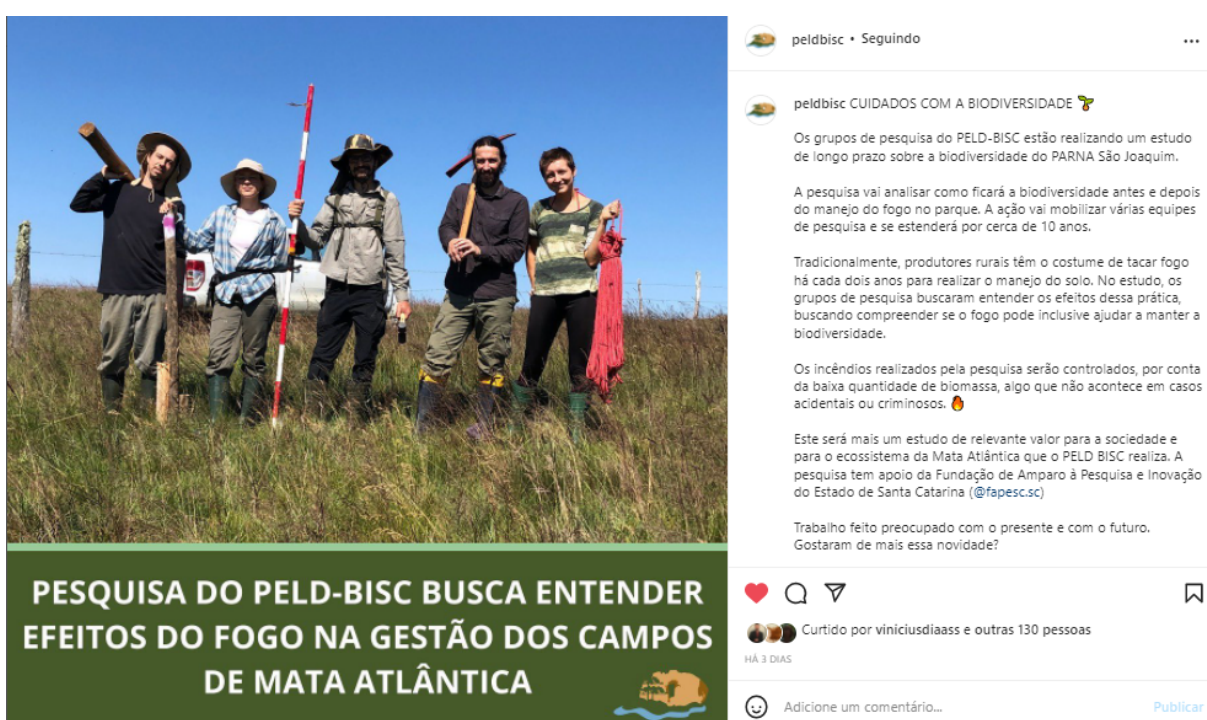 peldbisc • Seguindo
peldbisc CUIDADOS COM A BIODIVERSIDADE 🌱
Os grupos de pesquisa do PELD-BISC estão realizando um estudo
de longo prazo sobre a biodiversidade do PARNA São Joaquim.
A pesquisa vai analisar como ficará a biodiversidade antes e depois
do manejo do fogo no parque. A ação vai mobilizar várias equipes
de pesquisa e se estenderá por cerca de 10 anos.
Tradicionalmente, produtores rurais têm o costume de tacar fogo
há cada dois anos para realizar o manejo do solo. No estudo, os
grupos de pesquisa buscaram entender os efeitos dessa prática,
buscando compreender se o fogo pode inclusive ajudar a manter a
biodiversidade.
Os incêndios realizados pela pesquisa serão controlados, por conta
da baixa quantidade de biomassa, algo que não acontece em casos
acidentais ou criminosos. 🔥
Este será mais um estudo de relevante valor para a sociedade e
para o ecossistema da Mata Atlântica que o PELD BISC realiza. A
pesquisa tem apoio da Fundação de Amparo à Pesquisa e Inovação
do Estado de Santa Catarina (@fapesc.sc)
Trabalho feito preocupado com o presente e com o futuro.
Gostaram de mais essa novidade?
Curtido por viniciusdiaass e outras 130 pessoas
HÁ 3 DIAS
Adicione um comentário...
Publicar
PESQUISA DO PELD-BISC BUSCA ENTENDER
EFEITOS DO FOGO NA GESTÃO DOS CAMPOS
DE MATA ATLÂNTICA